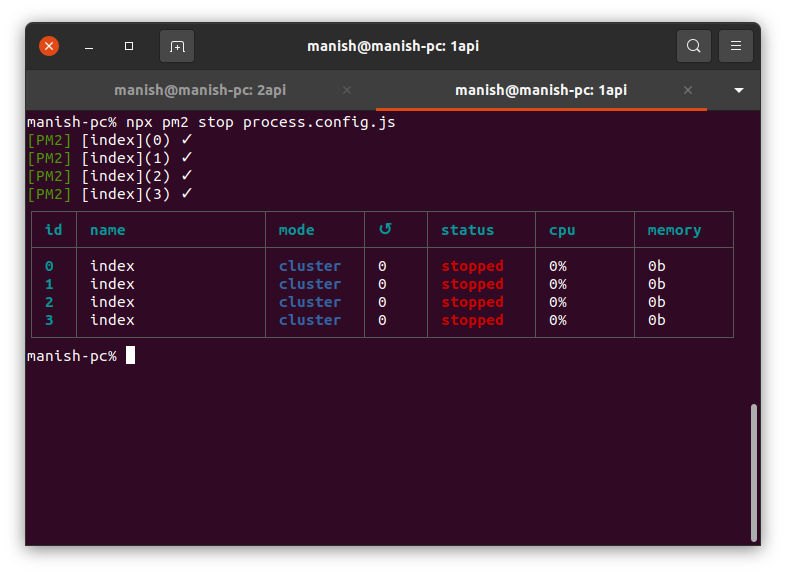 manish@manish-pc: 1api
manish@manish-pc: 2api
manish@manish-pc: 1api
manish-pc% npx pm2 stop process.config.js
[PM2] [index](0) ✓
[PM2] [index](1) ✓
[PM2] [index](2) ✓
[PM2] [index](3) ✓
id name mode ↺ status cpu memory
0 index cluster 0 stopped 0% 0b
1 index cluster 0 stopped 0% 0b
2 index cluster 0 stopped 0% 0b
3 index cluster 0 stopped 0% 0b
manish-pc%